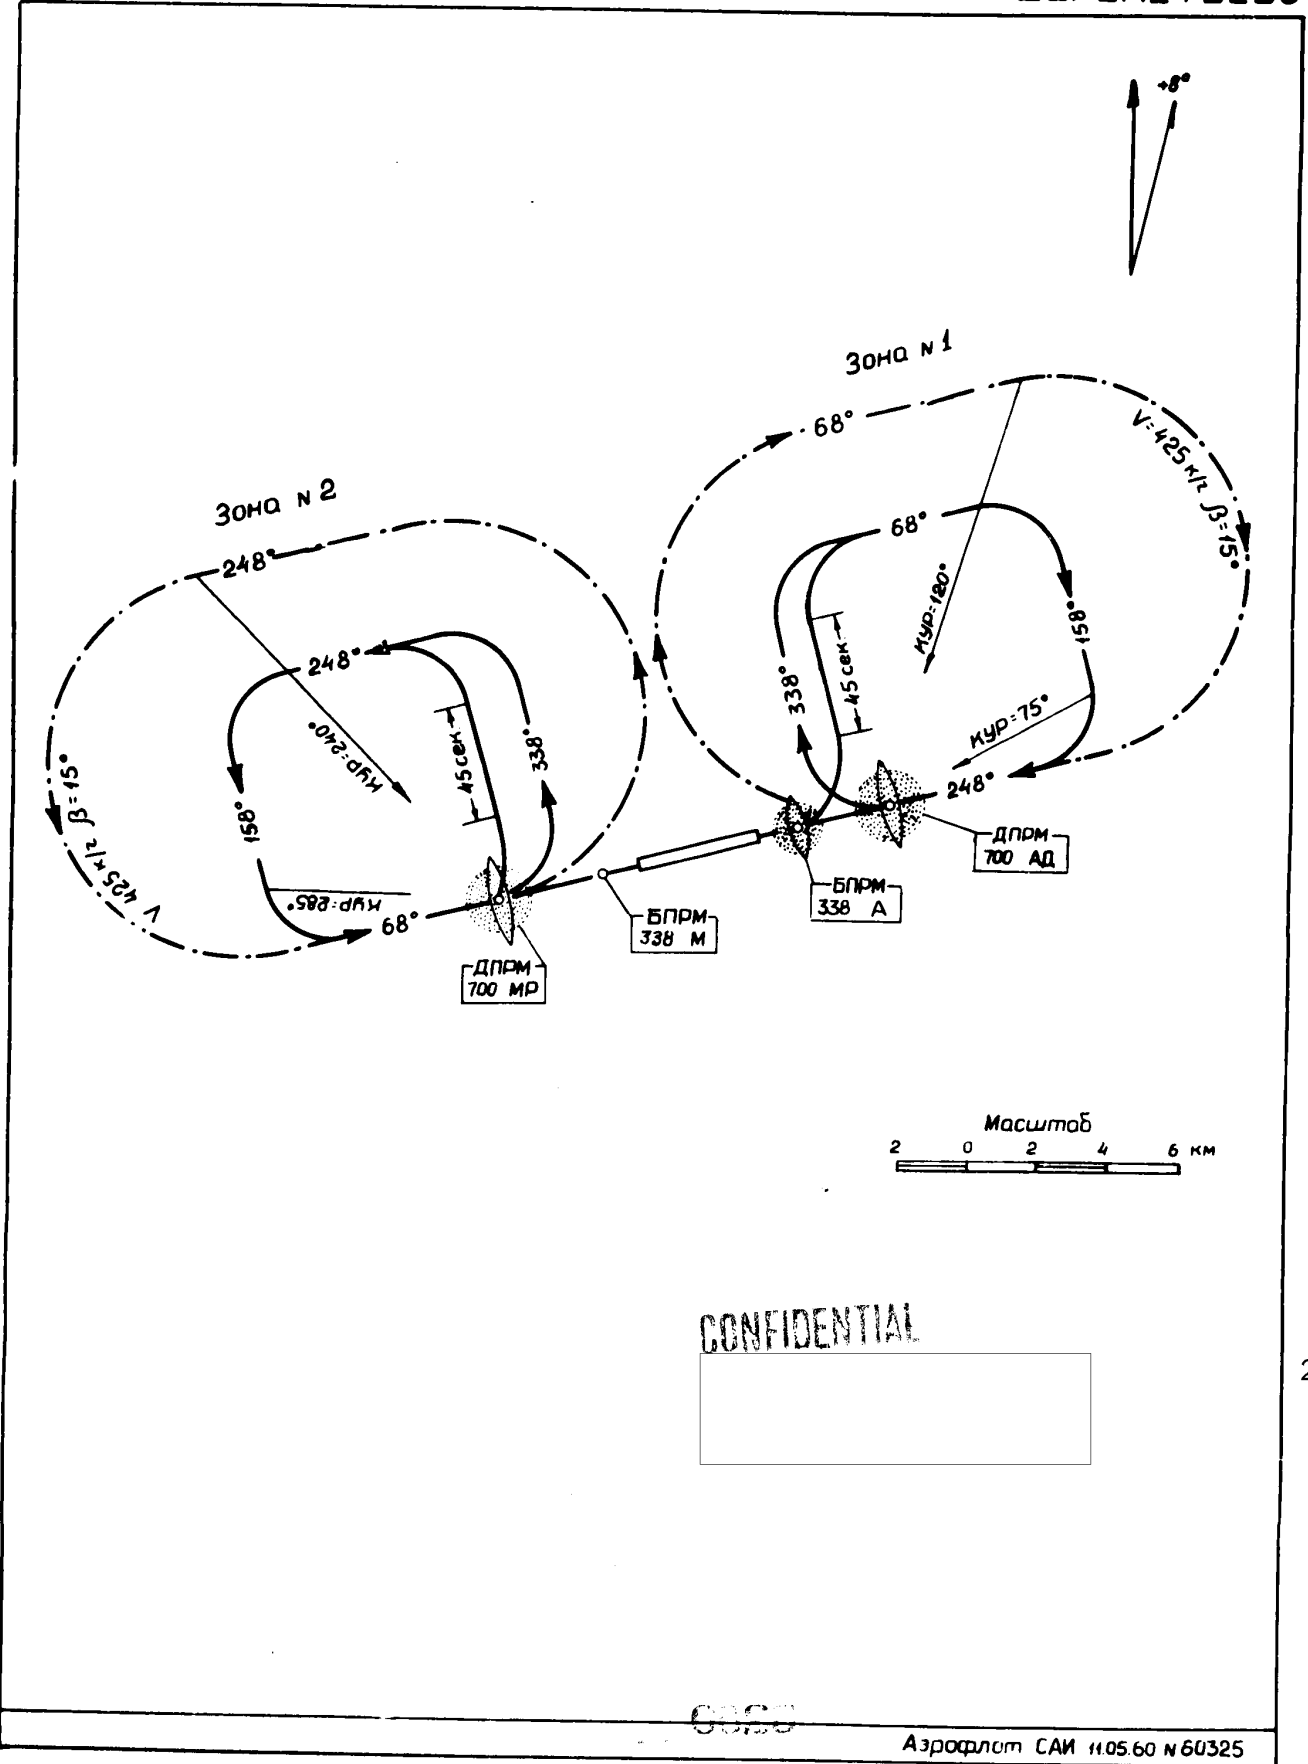 +8°
Зона N 1
68°
V=425 к/г β=15°
Зона N 2
248°
68°
КУР=120°
158°
45 сек
338°
КУР=75°
248°
248°
КУР=240°
45 сек
338°
V 425 к/г β=15°
158°
КУР=285°
68°
ДПРМ
700 АД
БПРМ
338 А
БПРМ
338 М
ДПРМ
700 МР
Масштаб
2 0 2 4 6 км
CONFIDENTIAL
2
Аэрофлот САИ 11.05.60 N 60325